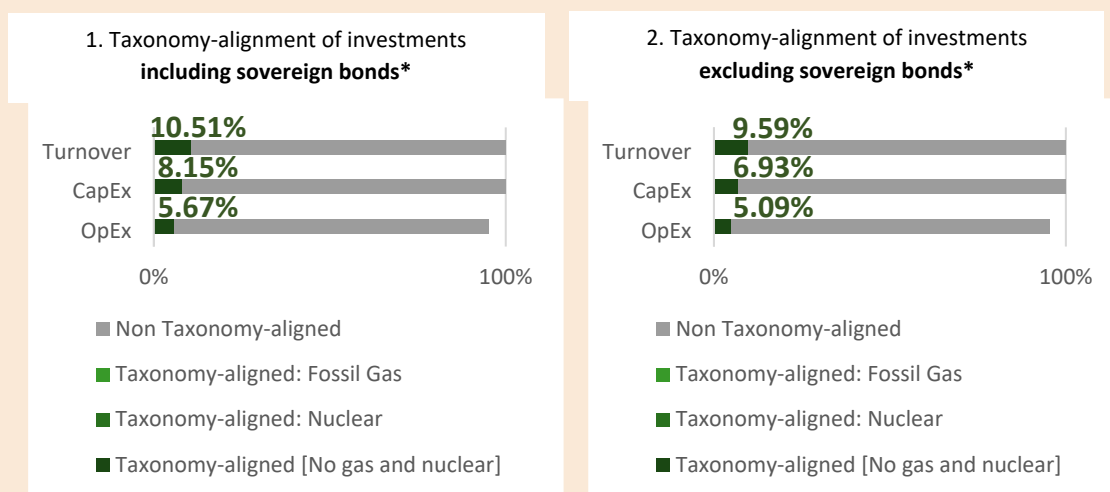 1. Taxonomy-alignment of investments
including sovereign bonds*
10.51%
Turnover
8.15%
CapEx
5.67%
OpEx
0%
100%
Non Taxonomy-aligned
Taxonomy-aligned: Fossil Gas
Taxonomy-aligned: Nuclear
Taxonomy-aligned [No gas and nuclear]
2. Taxonomy-alignment of investments
excluding sovereign bonds*
9.59%
Turnover
6.93%
CapEx
5.09%
OpEx
0%
100%
Non Taxonomy-aligned
Taxonomy-aligned: Fossil Gas
Taxonomy-aligned: Nuclear
Taxonomy-aligned [No gas and nuclear]